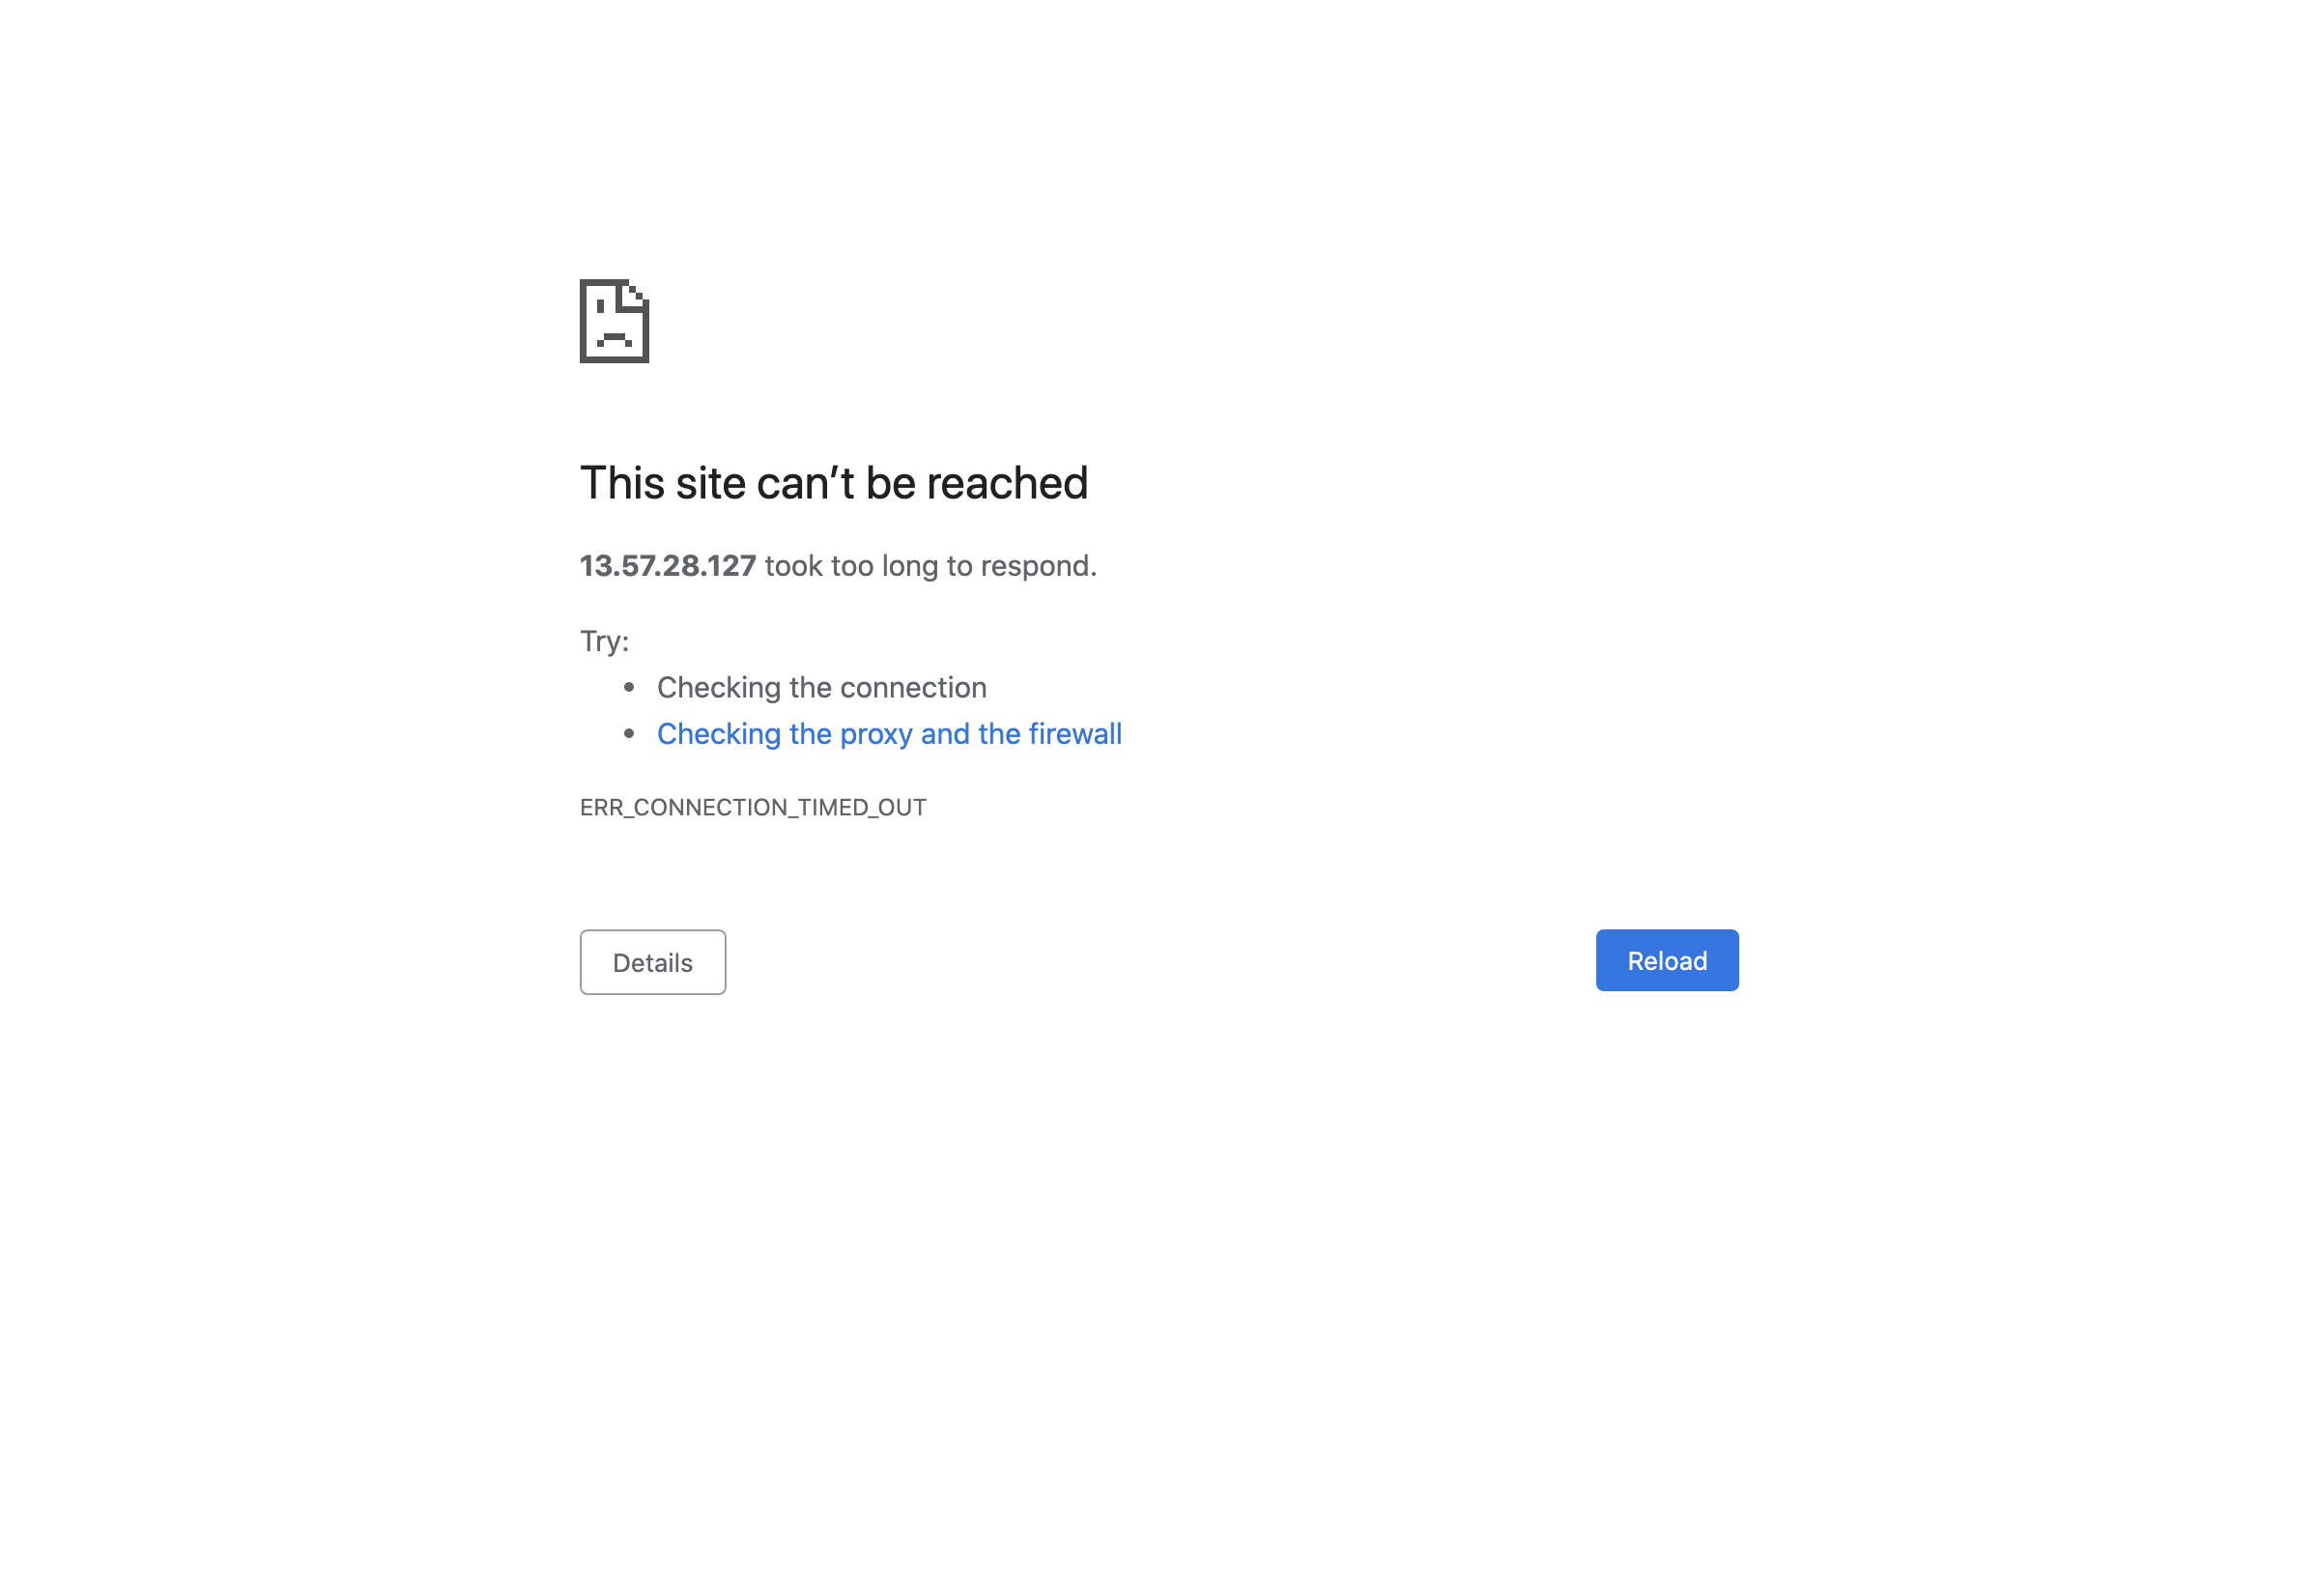 This site can’t be reached
13.57.28.127 took too long to respond.
Try:
Checking the connection
Checking the proxy and the firewall
ERR_CONNECTION_TIMED_OUT
Details
Reload